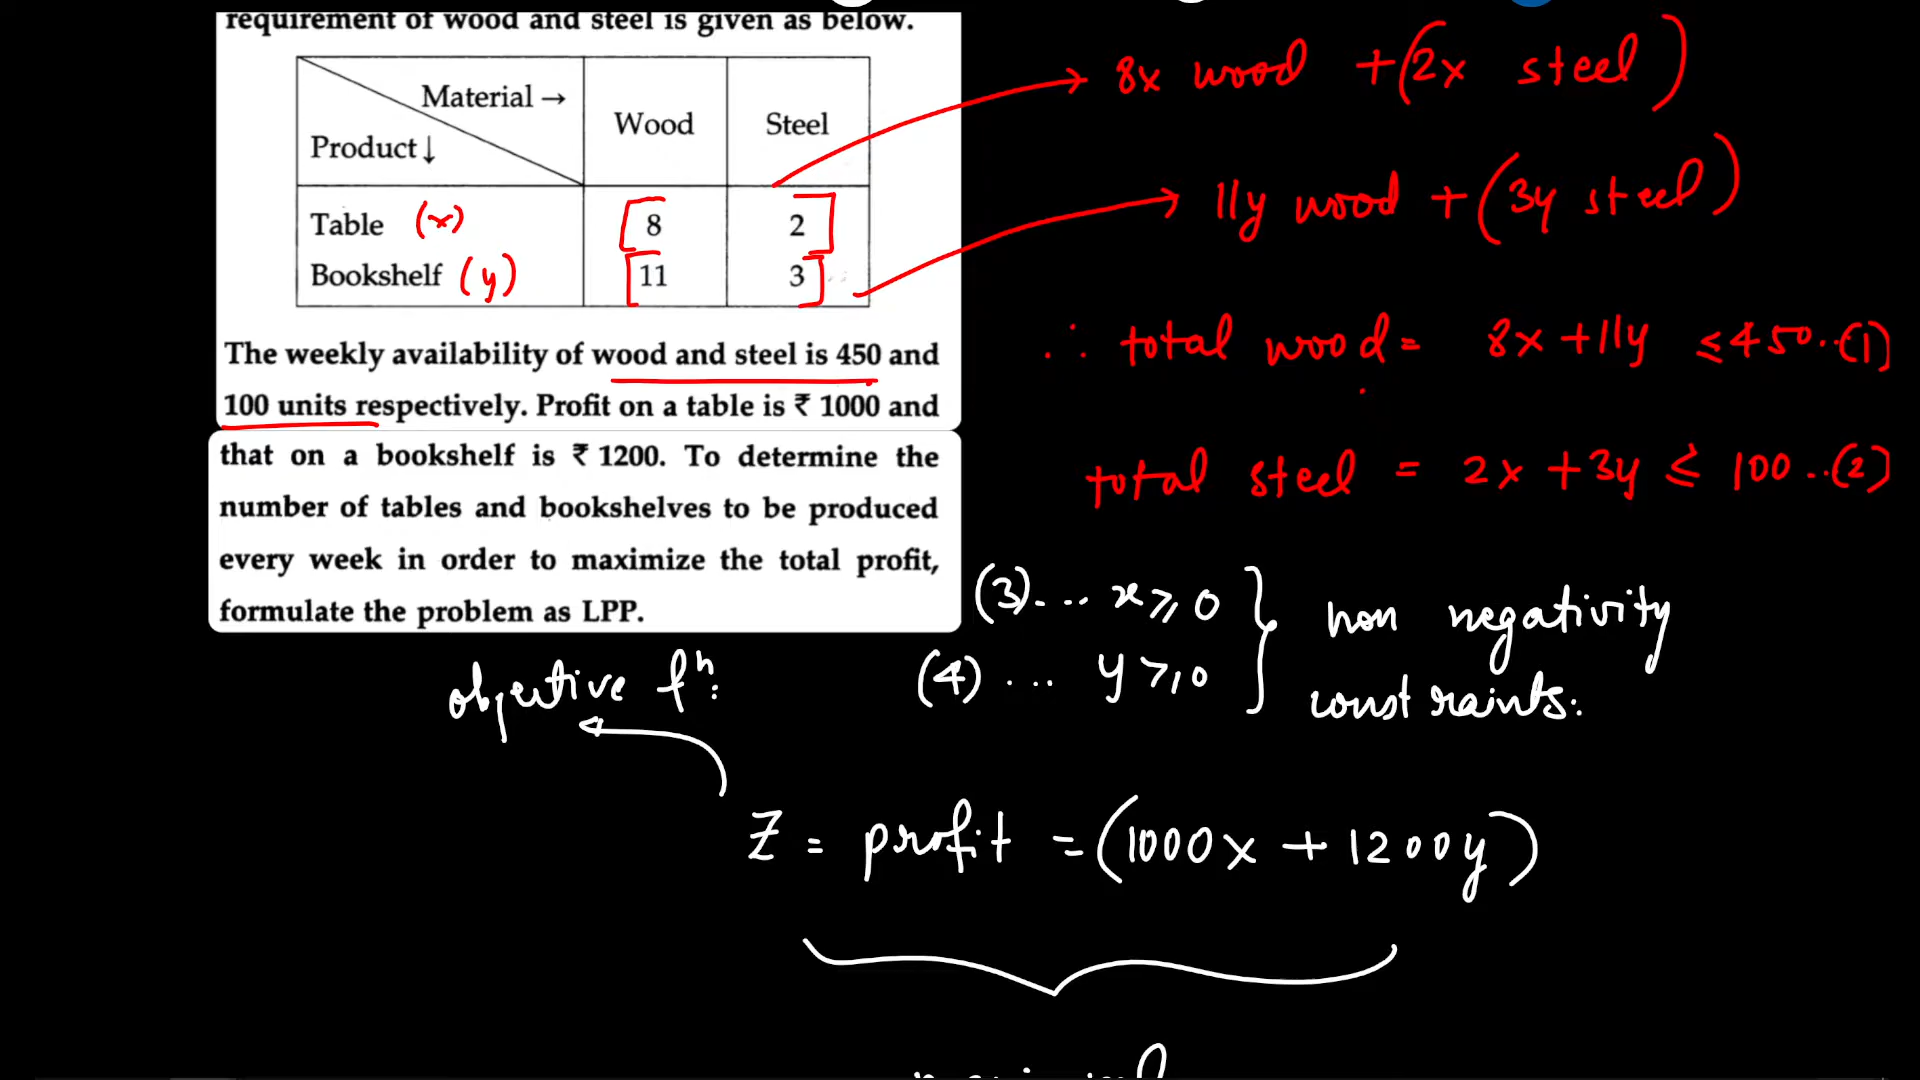 requirement of wood and steel is given as below.
Material →
Product ↓
Wood
Steel
Table (x) 8 2
Bookshelf (y) 11 3
The weekly availability of wood and steel is 450 and
100 units respectively. Profit on a table is ₹ 1000 and
that on a bookshelf is ₹ 1200. To determine the
number of tables and bookshelves to be produced
every week in order to maximize the total profit,
formulate the problem as LPP.
8x wood + (2x steel)
11y wood + (3y steel)
∴ total wood = 8x + 11y ≤ 450..(1)
total steel = 2x + 3y ≤ 100..(2)
(3)... x ≥ 0
(4)... y ≥ 0
non negativity
constraints:
objective fⁿ:
Z = profit = (1000x + 1200y)